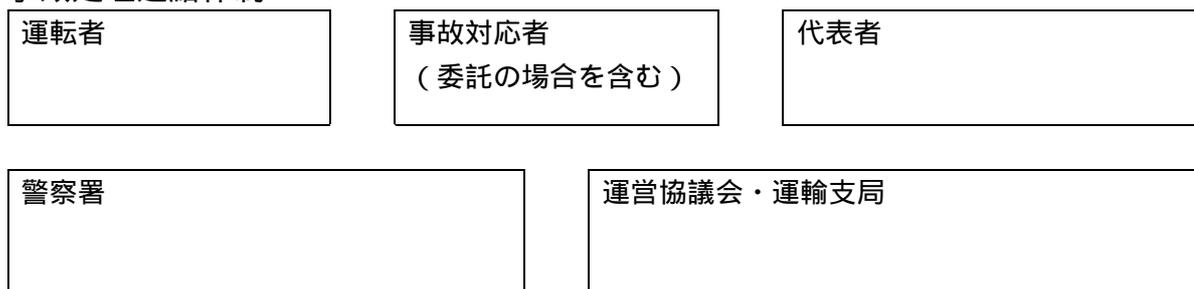 運転者
事故対応者
(委託の場合を含む)
代表者
警察署
運営協議会・運輸支局